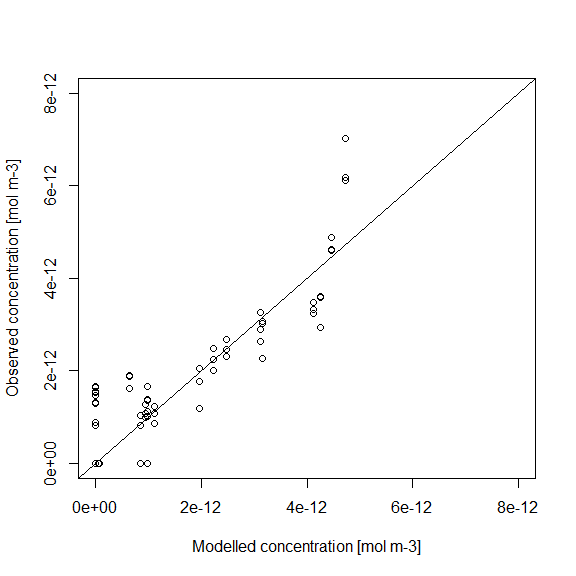 Observed concentration [mol m-3]
8e-12
6e-12
4e-12
2e-12
0e+00
0e+00
2e-12
4e-12
6e-12
8e-12
Modelled concentration [mol m-3]